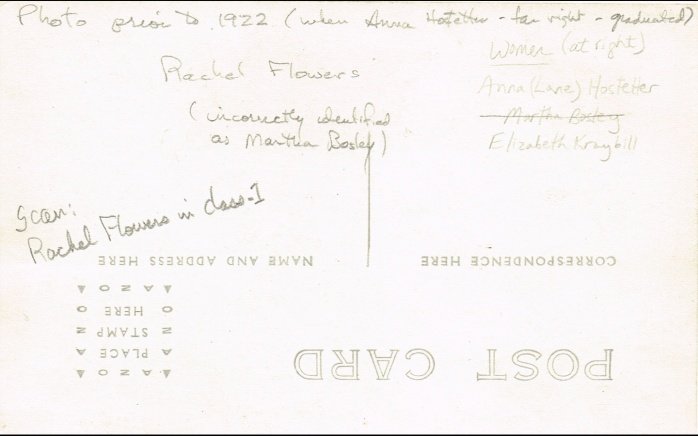 Photo prior to 1922 (when Anna Hostetter - far right - graduated)
Women (at right)
Rachel Flowers
Anna (Lane) Hostetter
(incorrectly identified
as Martha Bosley)
Martha Bosley
Elizabeth Kraybill
Scan:
Rachel Flowers in class-1
NAME AND ADDRESS HERE
CORRESPONDENCE HERE
POST CARD
AZO
PLACE
STAMP
HERE
AZO